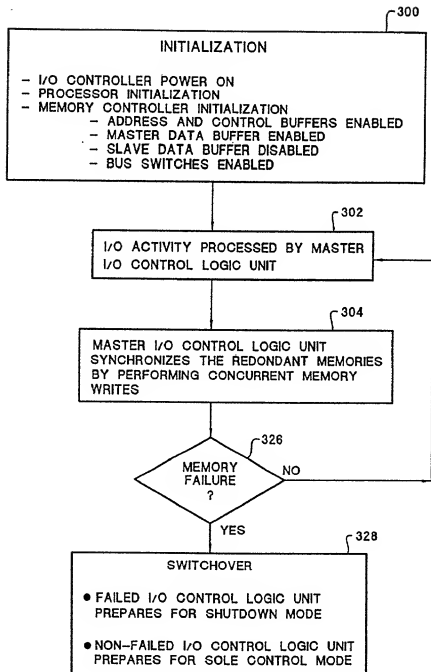 300
INITIALIZATION
- I/O CONTROLLER POWER ON
- PROCESSOR INITIALIZATION
- MEMORY CONTROLLER INITIALIZATION
- ADDRESS AND CONTROL BUFFERS ENABLED
- MASTER DATA BUFFER ENABLED
- SLAVE DATA BUFFER DISABLED
- BUS SWITCHES ENABLED
302
I/O ACTIVITY PROCESSED BY MASTER
I/O CONTROL LOGIC UNIT
304
MASTER I/O CONTROL LOGIC UNIT
SYNCHRONIZES THE REDONDANT MEMORIES
BY PERFORMING CONCURRENT MEMORY
WRITES
326
MEMORY
FAILURE
?
NO
YES
328
SWITCHOVER
● FAILED I/O CONTROL LOGIC UNIT
PREPARES FOR SHUTDOWN MODE
● NON-FAILED I/O CONTROL LOGIC UNIT
PREPARES FOR SOLE CONTROL MODE